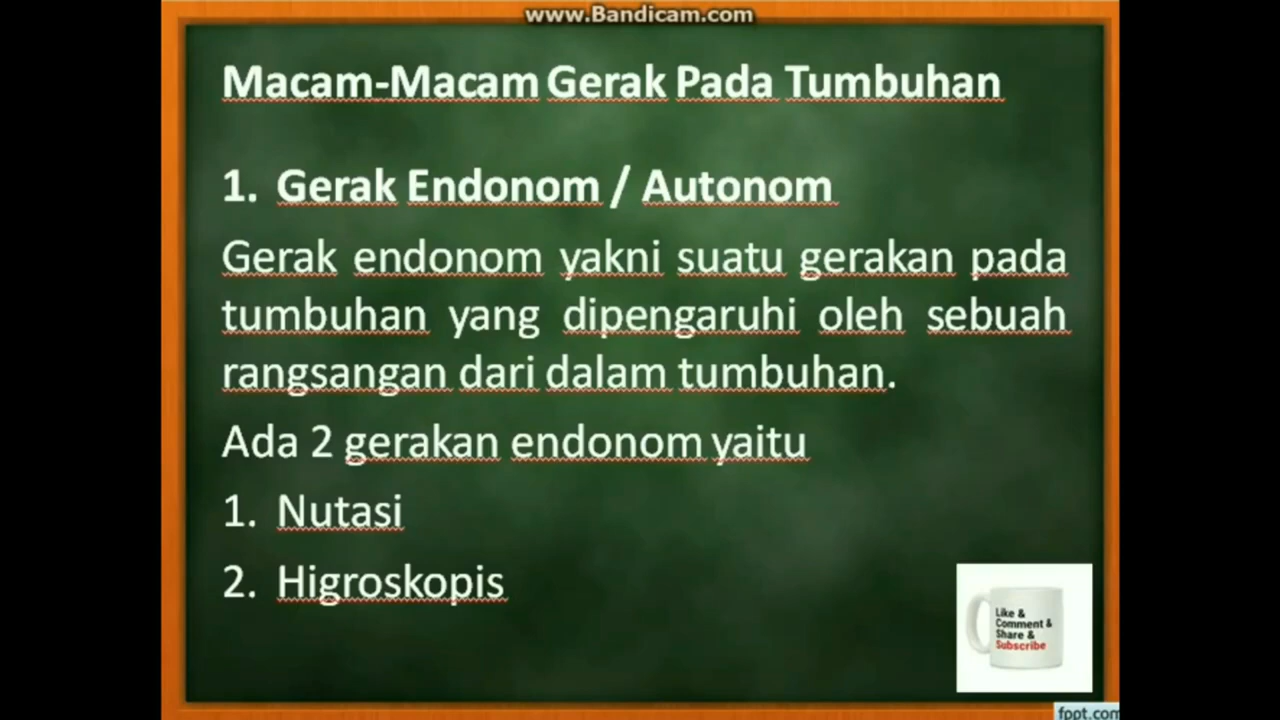 www.Bandicam.com
Macam-Macam Gerak Pada Tumbuhan
1. Gerak Endonom / Autonom
Gerak endonom yakni suatu gerakan pada
tumbuhan yang dipengaruhi oleh sebuah
rangsangan dari dalam tumbuhan.
Ada 2 gerakan endonom yaitu
1. Nutasi
2. Higroskopis
Like &
Comment &
Share &
Subscribe
fppt.com